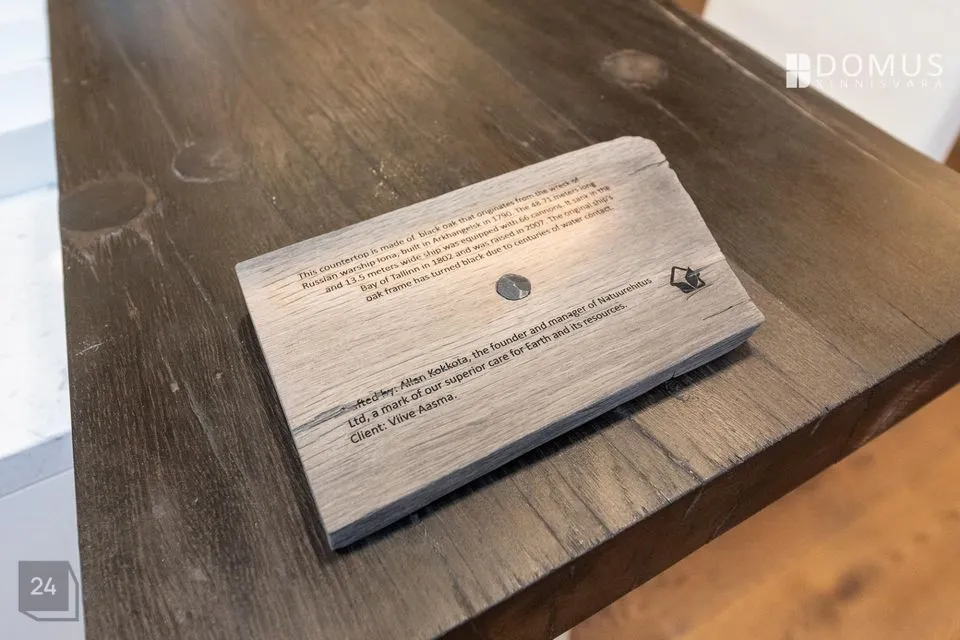 DOMUS
KINNISVARA
This countertop is made of black oak that originates from the wreck of
Russian warship Iona, built in Arkhangelsk in 1790. The 48.71 meters long
and 13.5 meters wide ship was equipped with 66 cannons. It sank in the
Bay of Tallinn in 1802 and was raised in 2007. The original ship's
oak frame has turned black due to centuries of water contact.
by: Allan Kokkota, the founder and manager of Natuurehitus
Ltd, a mark of our superior care for Earth and its resources.
Client: Viive Aasma.
24